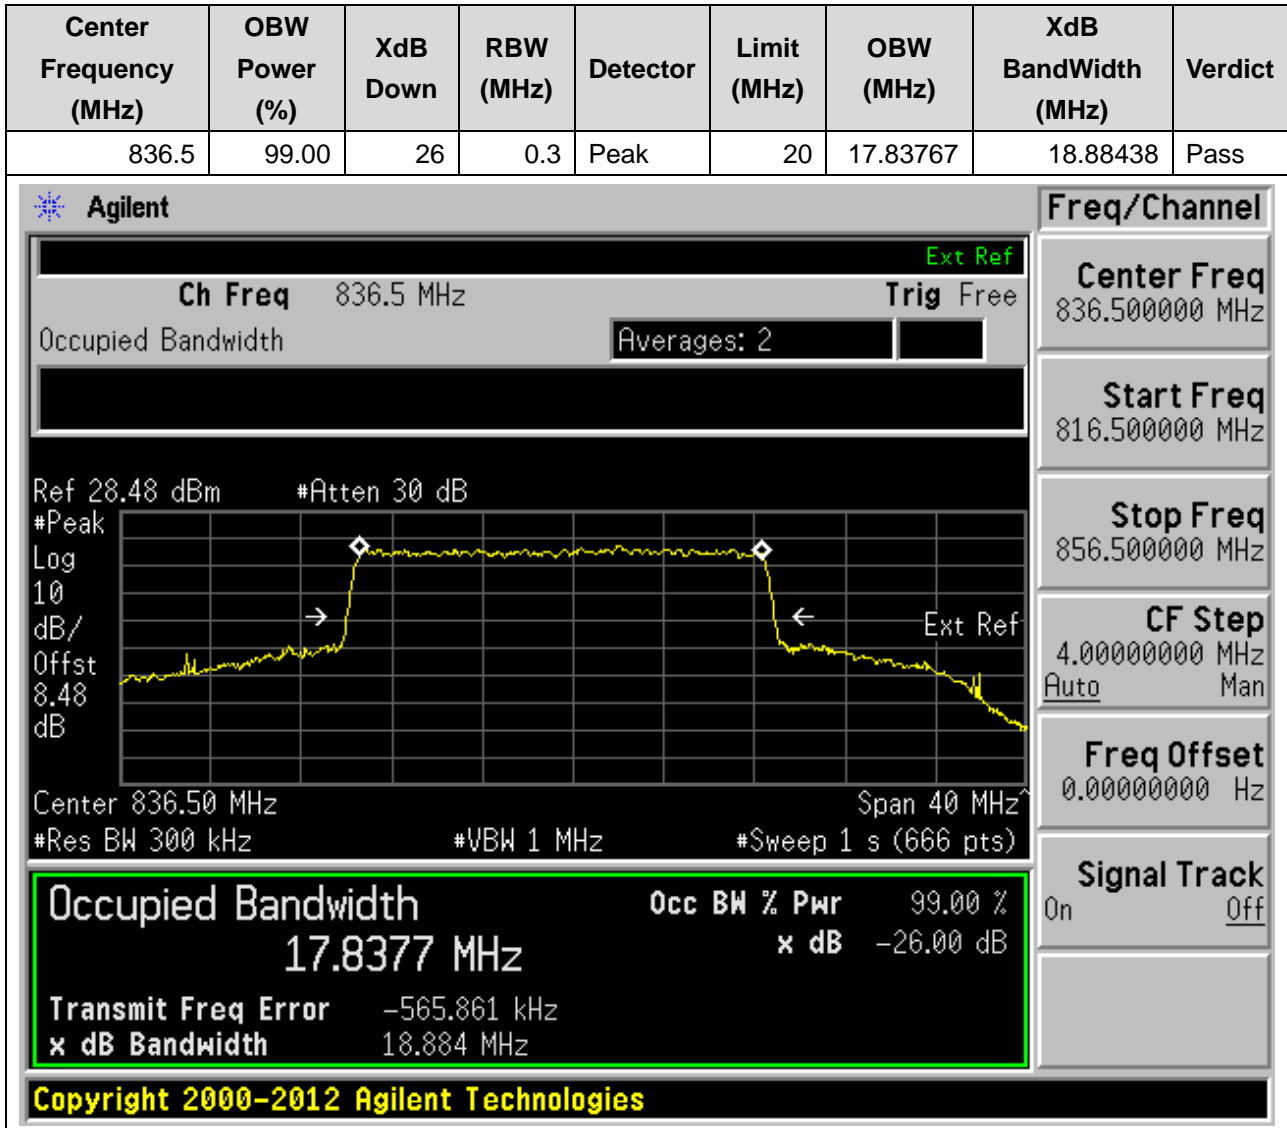 Center Frequency (MHz) OBW Power (%) XdB Down RBW (MHz) Detector Limit (MHz) OBW (MHz) XdB BandWidth (MHz) Verdict
836.5 99.00 26 0.3 Peak 20 17.83767 18.88438 Pass
Agilent
Freq/Channel
Ext Ref
Ch Freq 836.5 MHz Trig Free
Occupied Bandwidth Averages: 2
Center Freq
836.500000 MHz
Start Freq
816.500000 MHz
Stop Freq
856.500000 MHz
CF Step
4.00000000 MHz
Auto Man
Freq Offset
0.00000000 Hz
Signal Track
On Off
Ref 28.48 dBm #Atten 30 dB
#Peak
Log
10
dB/
Offst
8.48
dB
Ext Ref
Center 836.50 MHz Span 40 MHz^
#Res BW 300 kHz #VBW 1 MHz #Sweep 1 s (666 pts)
Occupied Bandwidth Occ BW % Pwr 99.00 %
17.8377 MHz x dB -26.00 dB
Transmit Freq Error -565.861 kHz
x dB Bandwidth 18.884 MHz
Copyright 2000-2012 Agilent Technologies